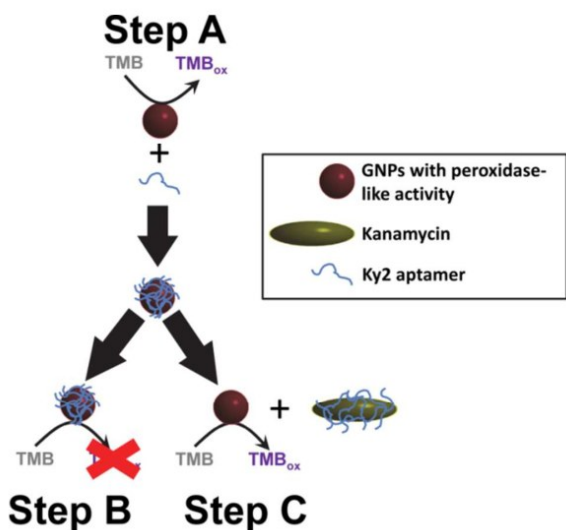 Step A
TMB TMBox
+
GNPs with peroxidase-
like activity
Kanamycin
Ky2 aptamer
+
TMB
TMB TMBox
Step B Step C